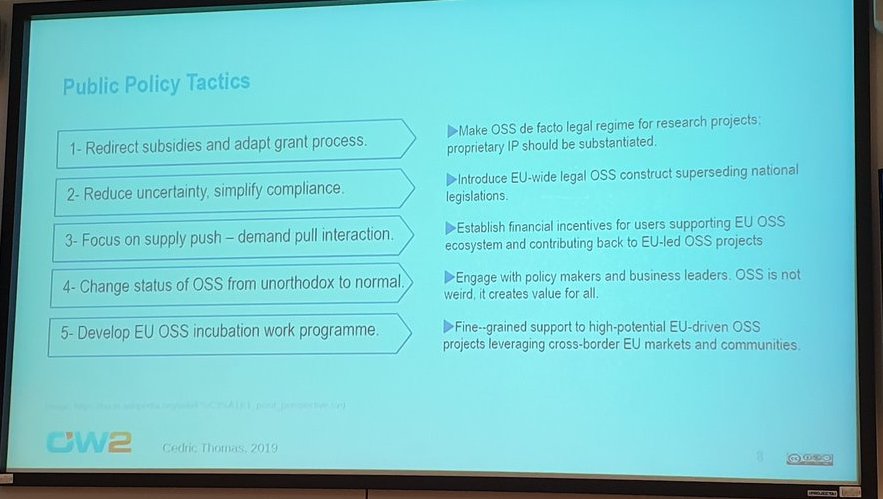 Public Policy Tactics
1- Redirect subsidies and adapt grant process.
▶Make OSS de facto legal regime for research projects;
proprietary IP should be substantiated.
2- Reduce uncertainty, simplify compliance.
▶Introduce EU-wide legal OSS construct superseding national
legislations.
3- Focus on supply push – demand pull interaction.
▶Establish financial incentives for users supporting EU OSS
ecosystem and contributing back to EU-led OSS projects
4- Change status of OSS from unorthodox to normal.
▶Engage with policy makers and business leaders. OSS is not
weird, it creates value for all.
5- Develop EU OSS incubation work programme.
▶Fine--grained support to high-potential EU-driven OSS
projects leveraging cross-border EU markets and communities.
OW2
Cedric Thomas, 2019
8